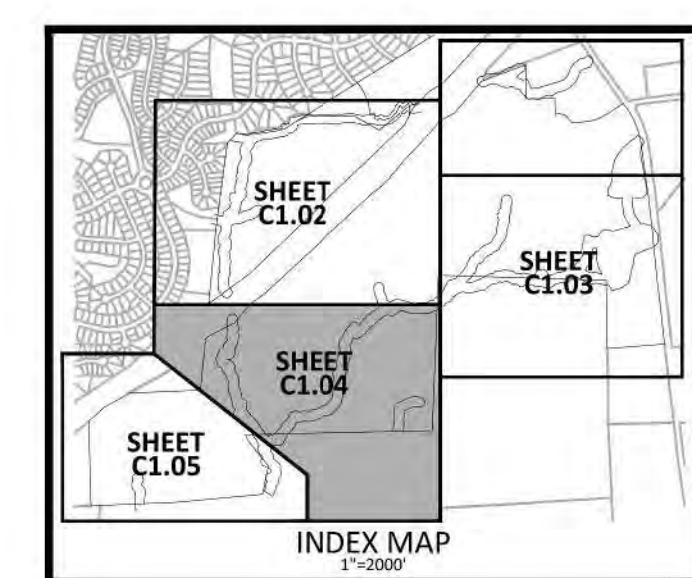 SHEET
C1.02
SHEET
C1.03
SHEET
C1.04
SHEET
C1.05
INDEX MAP
1"=2000'